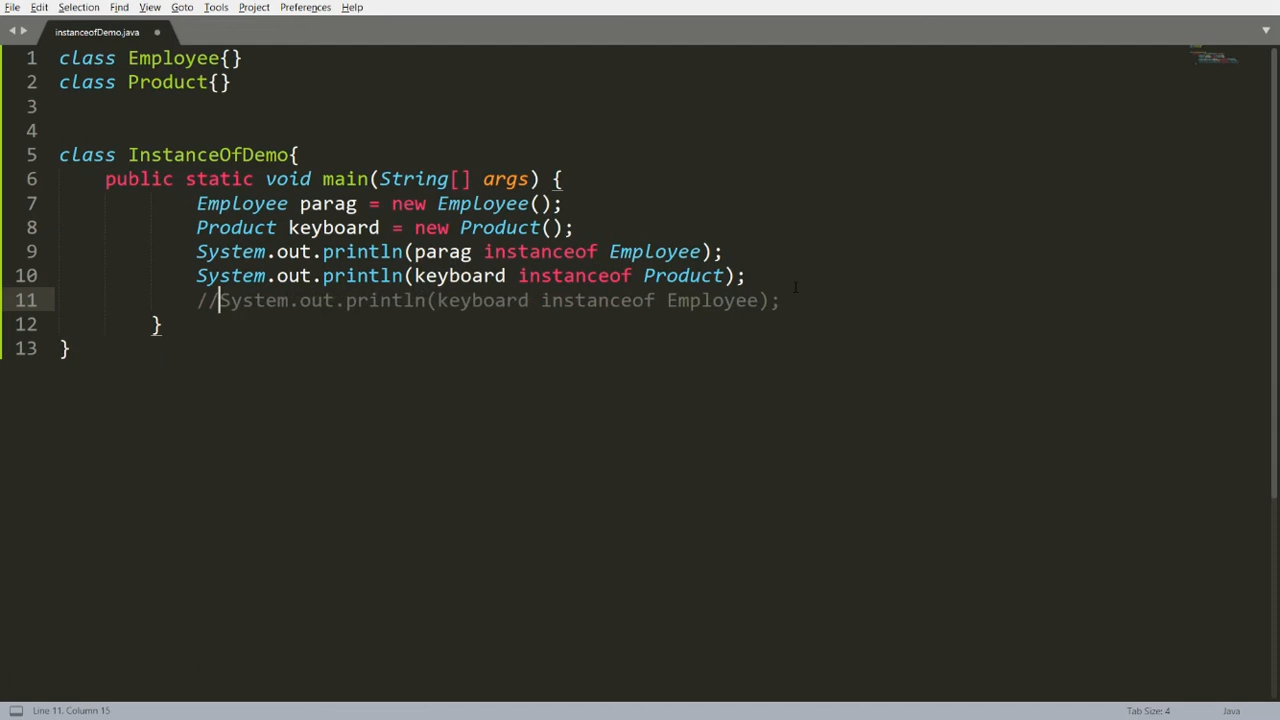 File Edit Selection Find View Goto Tools Project Preferences Help
instanceofDemo.java
1 class Employee{}
2 class Product{}
3
4
5 class InstanceOfDemo{
6 public static void main(String[] args) {
7 Employee parag = new Employee();
8 Product keyboard = new Product();
9 System.out.println(parag instanceof Employee);
10 System.out.println(keyboard instanceof Product);
11 //System.out.println(keyboard instanceof Employee);
12 }
13 }
Line 11, Column 15 Tab Size: 4 Java